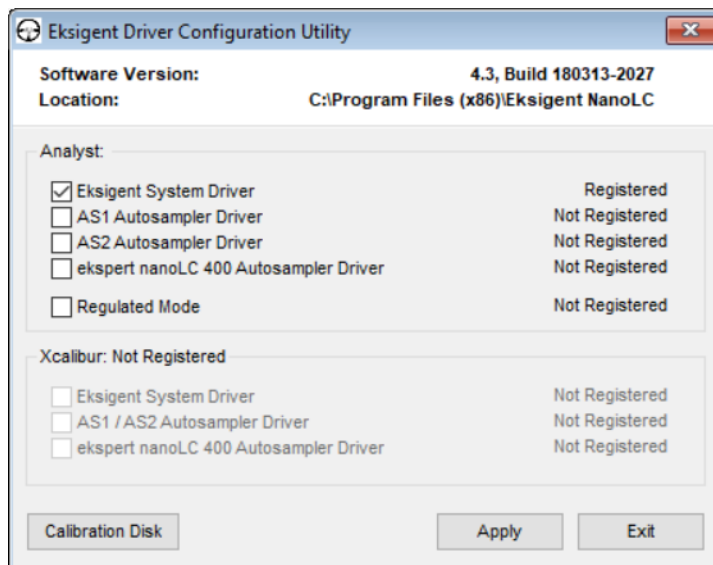 Eksigent Driver Configuration Utility
Software Version: 4.3, Build 180313-2027
Location: C:\Program Files (x86)\Eksigent NanoLC
Analyst:
Eksigent System Driver Registered
AS1 Autosampler Driver Not Registered
AS2 Autosampler Driver Not Registered
ekspert nanoLC 400 Autosampler Driver Not Registered
Regulated Mode Not Registered
Xcalibur: Not Registered
Eksigent System Driver Not Registered
AS1 / AS2 Autosampler Driver Not Registered
ekspert nanoLC 400 Autosampler Driver Not Registered
Calibration Disk Apply Exit